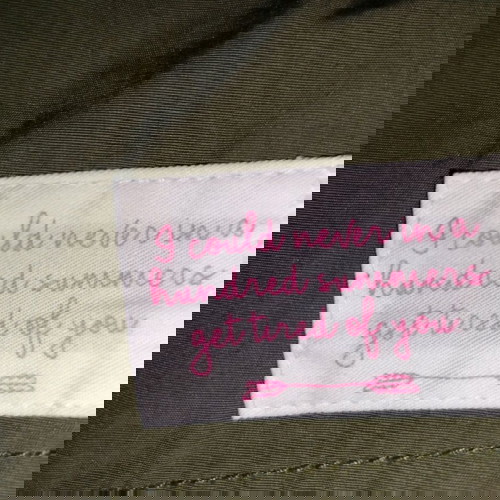 I could never in a
hundred summers
get tired of you